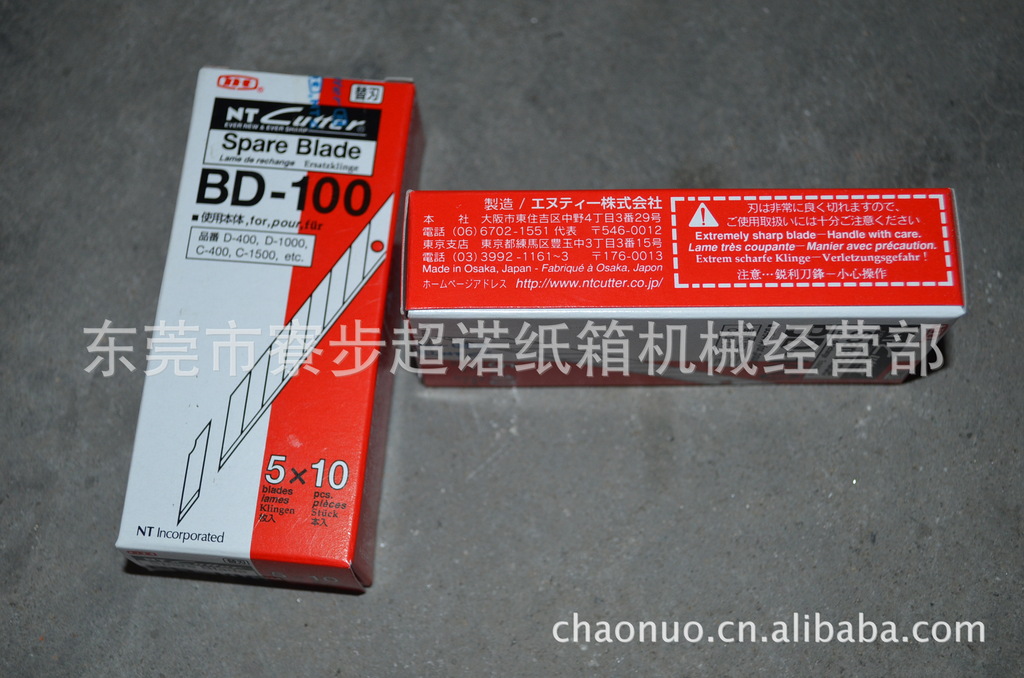 NT
®
替刃
NT Cutter
EVER NEW & EVER SHARP
Spare Blade
Lame de rechange Ersatzklinge
BD-100
■使用本体,for,pour,für
品番 D-400, D-1000,
C-400, C-1500, etc.
5×10
blades pcs.
lames pièces
Klingen Stück
枚入 本入
NT Incorporated
製造 / エヌティー株式会社
本 社 大阪市東住吉区中野4丁目3番29号
電話 (06) 6702-1551 代表 〒546-0012
東京支店 東京都練馬区豊玉中3丁目3番15号
電話 (03) 3992-1161~3 〒176-0013
Made in Osaka, Japan - Fabriqué à Osaka, Japon
ホームページアドレス http://www.ntcutter.co.jp/
刃は非常に良く切れますので、
ご使用取扱いには十分ご注意ください
Extremely sharp blade—Handle with care.
Lame très coupante—Manier avec précaution.
Extrem scharfe Klinge—Verletzungsgefahr!
注意…鋭利刀鋒—小心操作
东莞市寮步超诺纸箱机械经营部
chaonuo.cn.alibaba.com